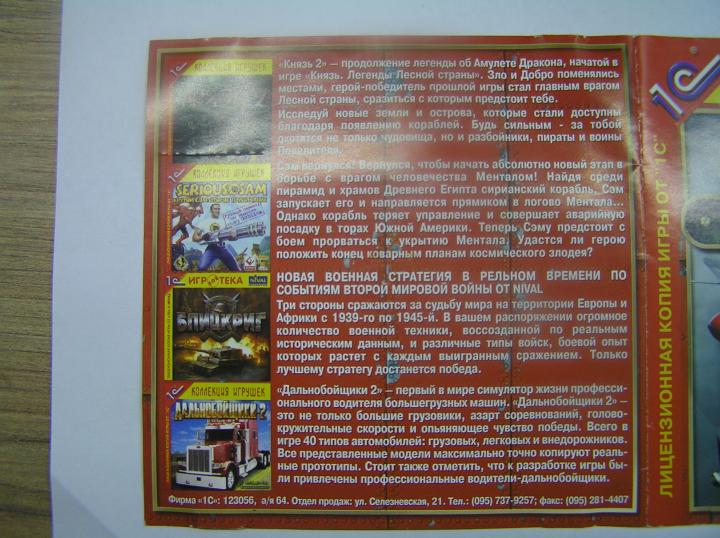 1С КОЛЛЕКЦИЯ ИГРУШЕК
«Князь 2» — продолжение легенды об Амулете Дракона, начатой в
игре «Князь. Легенды Лесной страны». Зло и Добро поменялись
местами, герой-победитель прошлой игры стал главным врагом
Лесной страны, сразиться с которым предстоит тебе.
Исследуй новые земли и острова, которые стали доступны
благодаря появлению кораблей. Будь сильным - за тобой
охотятся не только чудовища, но и разбойники, пираты и воины
Повелителя.
1С КОЛЛЕКЦИЯ ИГРУШЕК
SERIOUS SAM
Сэм вернулся! Вернулся, чтобы начать абсолютно новый этап в
борьбе с врагом человечества Менталом! Найдя среди
пирамид и храмов Древнего Египта сирианский корабль, Сэм
запускает его и направляется прямиком в логово Ментала...
Однако корабль теряет управление и совершает аварийную
посадку в горах Южной Америки. Теперь Сэму предстоит с
боем прорваться к укрытию Ментала. Удастся ли герою
положить конец коварным планам космического злодея?
1С ИГРОТЕКА NIVAL
БЛИЦКРИГ
НОВАЯ ВОЕННАЯ СТРАТЕГИЯ В РЕЛЬНОМ ВРЕМЕНИ ПО
СОБЫТИЯМ ВТОРОЙ МИРОВОЙ ВОЙНЫ ОТ NIVAL
Три стороны сражаются за судьбу мира на территории Европы и
Африки с 1939-го по 1945-й. В вашем распоряжении огромное
количество военной техники, воссозданной по реальным
историческим данным, и различные типы войск, боевой опыт
которых растет с каждым выигранным сражением. Только
лучшему стратегу достанется победа.
1С КОЛЛЕКЦИЯ ИГРУШЕК
ДАЛЬНОБОЙЩИКИ-2
«Дальнобойщики 2» — первый в мире симулятор жизни професси-
онального водителя большегрузных машин. «Дальнобойщики 2» —
это не только большие грузовики, азарт соревнований, голово-
кружительные скорости и опьяняющее чувство победы. Всего в
игре 40 типов автомобилей: грузовых, легковых и внедорожников.
Все представленные модели максимально точно копируют реаль-
ные прототипы. Стоит также отметить, что к разработке игры бы-
ли привлечены профессиональные водители-дальнобойщики.
Фирма «1С»: 123056, а/я 64. Отдел продаж: ул. Селезневская, 21. Тел.: (095) 737-9257; факс: (095) 281-4407
ЛИЦЕНЗИОННАЯ КОПИЯ ИГРЫ ОТ "1С"
1С